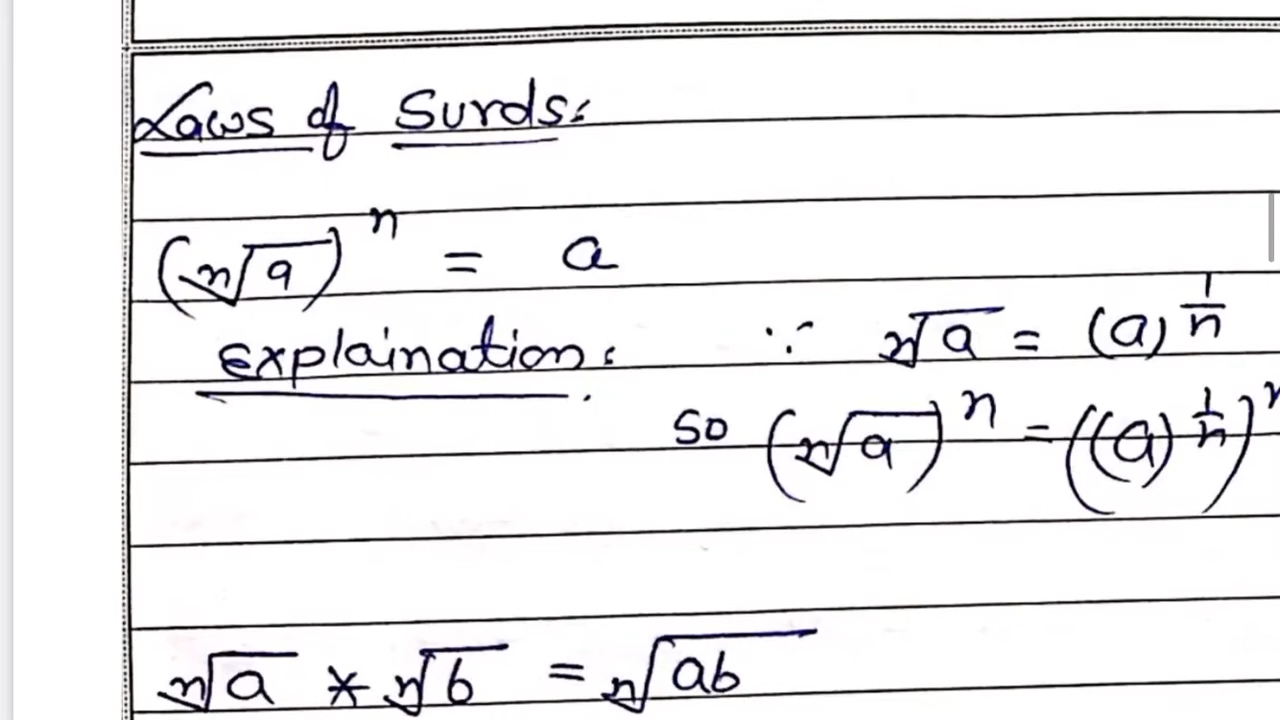 Laws of Surds:
(ⁿ√a)ⁿ = a
explaination: ∵ ⁿ√a = (a)^(1/n)
so (ⁿ√a)ⁿ = ((a)^(1/n))ⁿ
ⁿ√a * ⁿ√b = ⁿ√ab